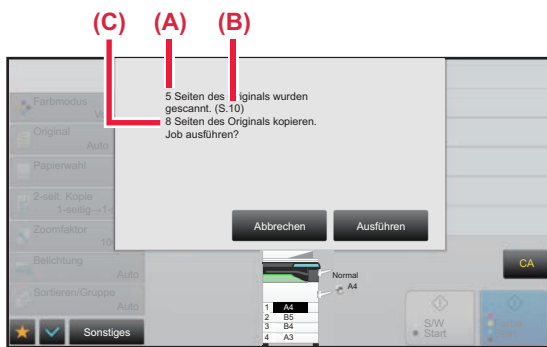 (C) (A) (B)
5 Seiten des Originals wurden
gescannt. (S.10)
8 Seiten des Originals kopieren.
Job ausführen?
Abbrechen Ausführen
Farbmodus
Original
Auto
Papierwahl
2-seit. Kopie
1-seitig→1-s
Zoomfaktor
100
Belichtung
Auto
Sortieren/Gruppe
Auto
Sonstiges
Normal
A4
1 A4
2 B5
3 B4
4 A3
CA
S/W
Start
Start